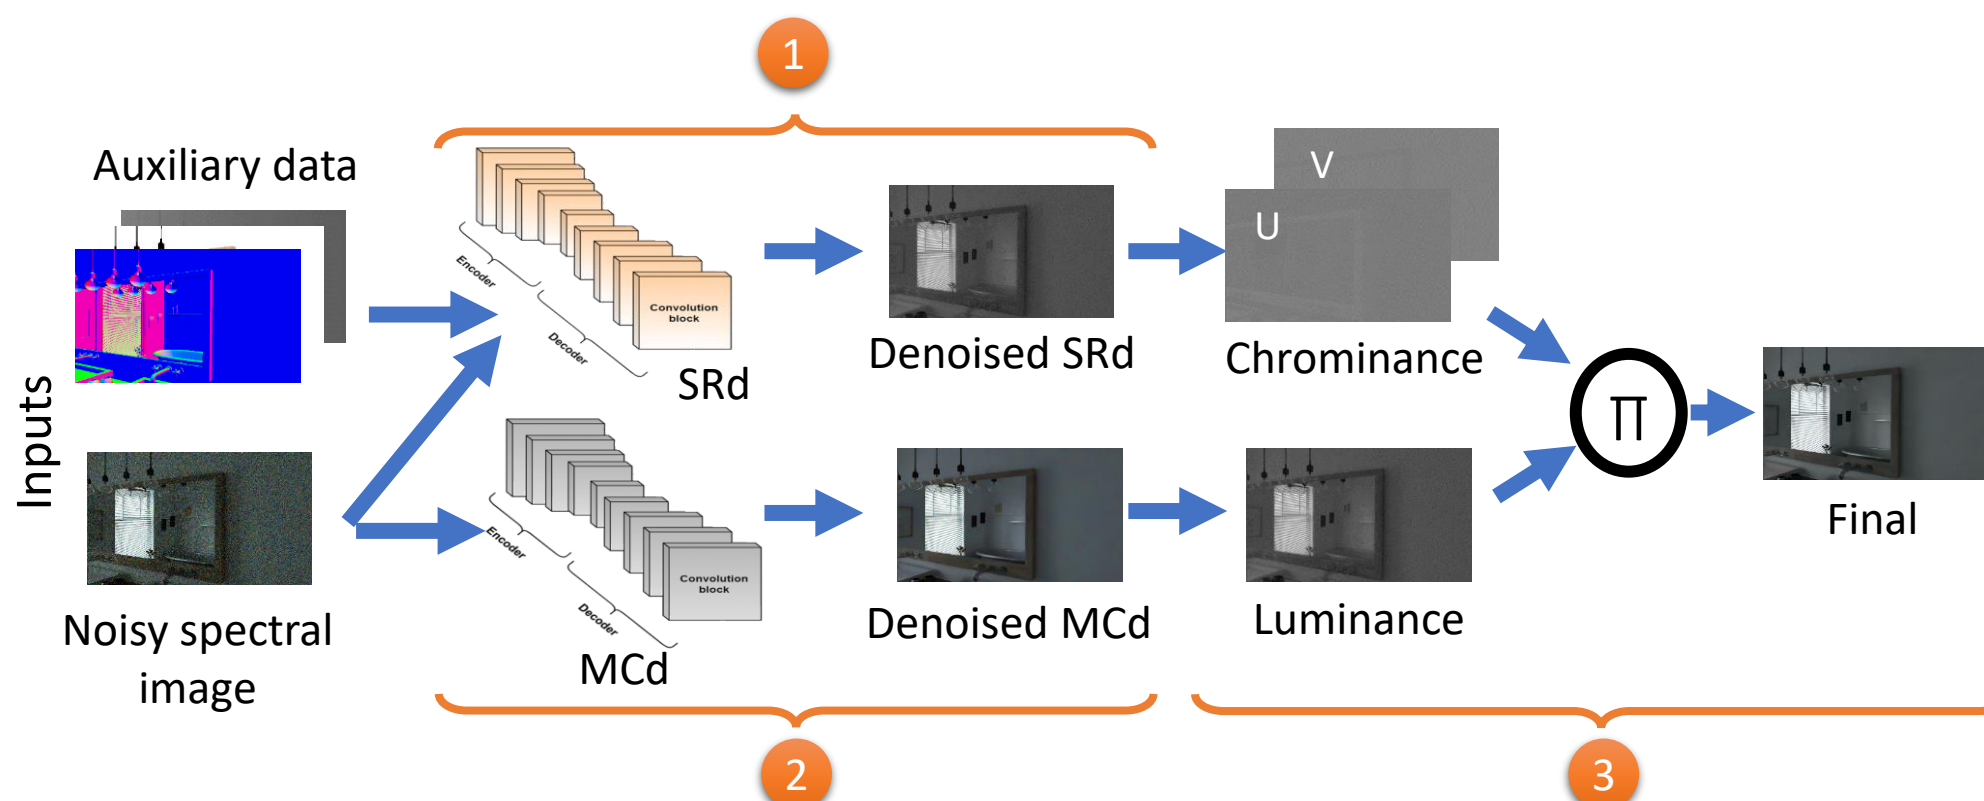 1
Auxiliary data
V
U
Encoder
Decoder
Convolution
block
SRd
Denoised SRd
Chrominance
Inputs
∏
Final
Encoder
Decoder
Convolution
block
MCd
Noisy spectral
image
Denoised MCd
Luminance
2
3